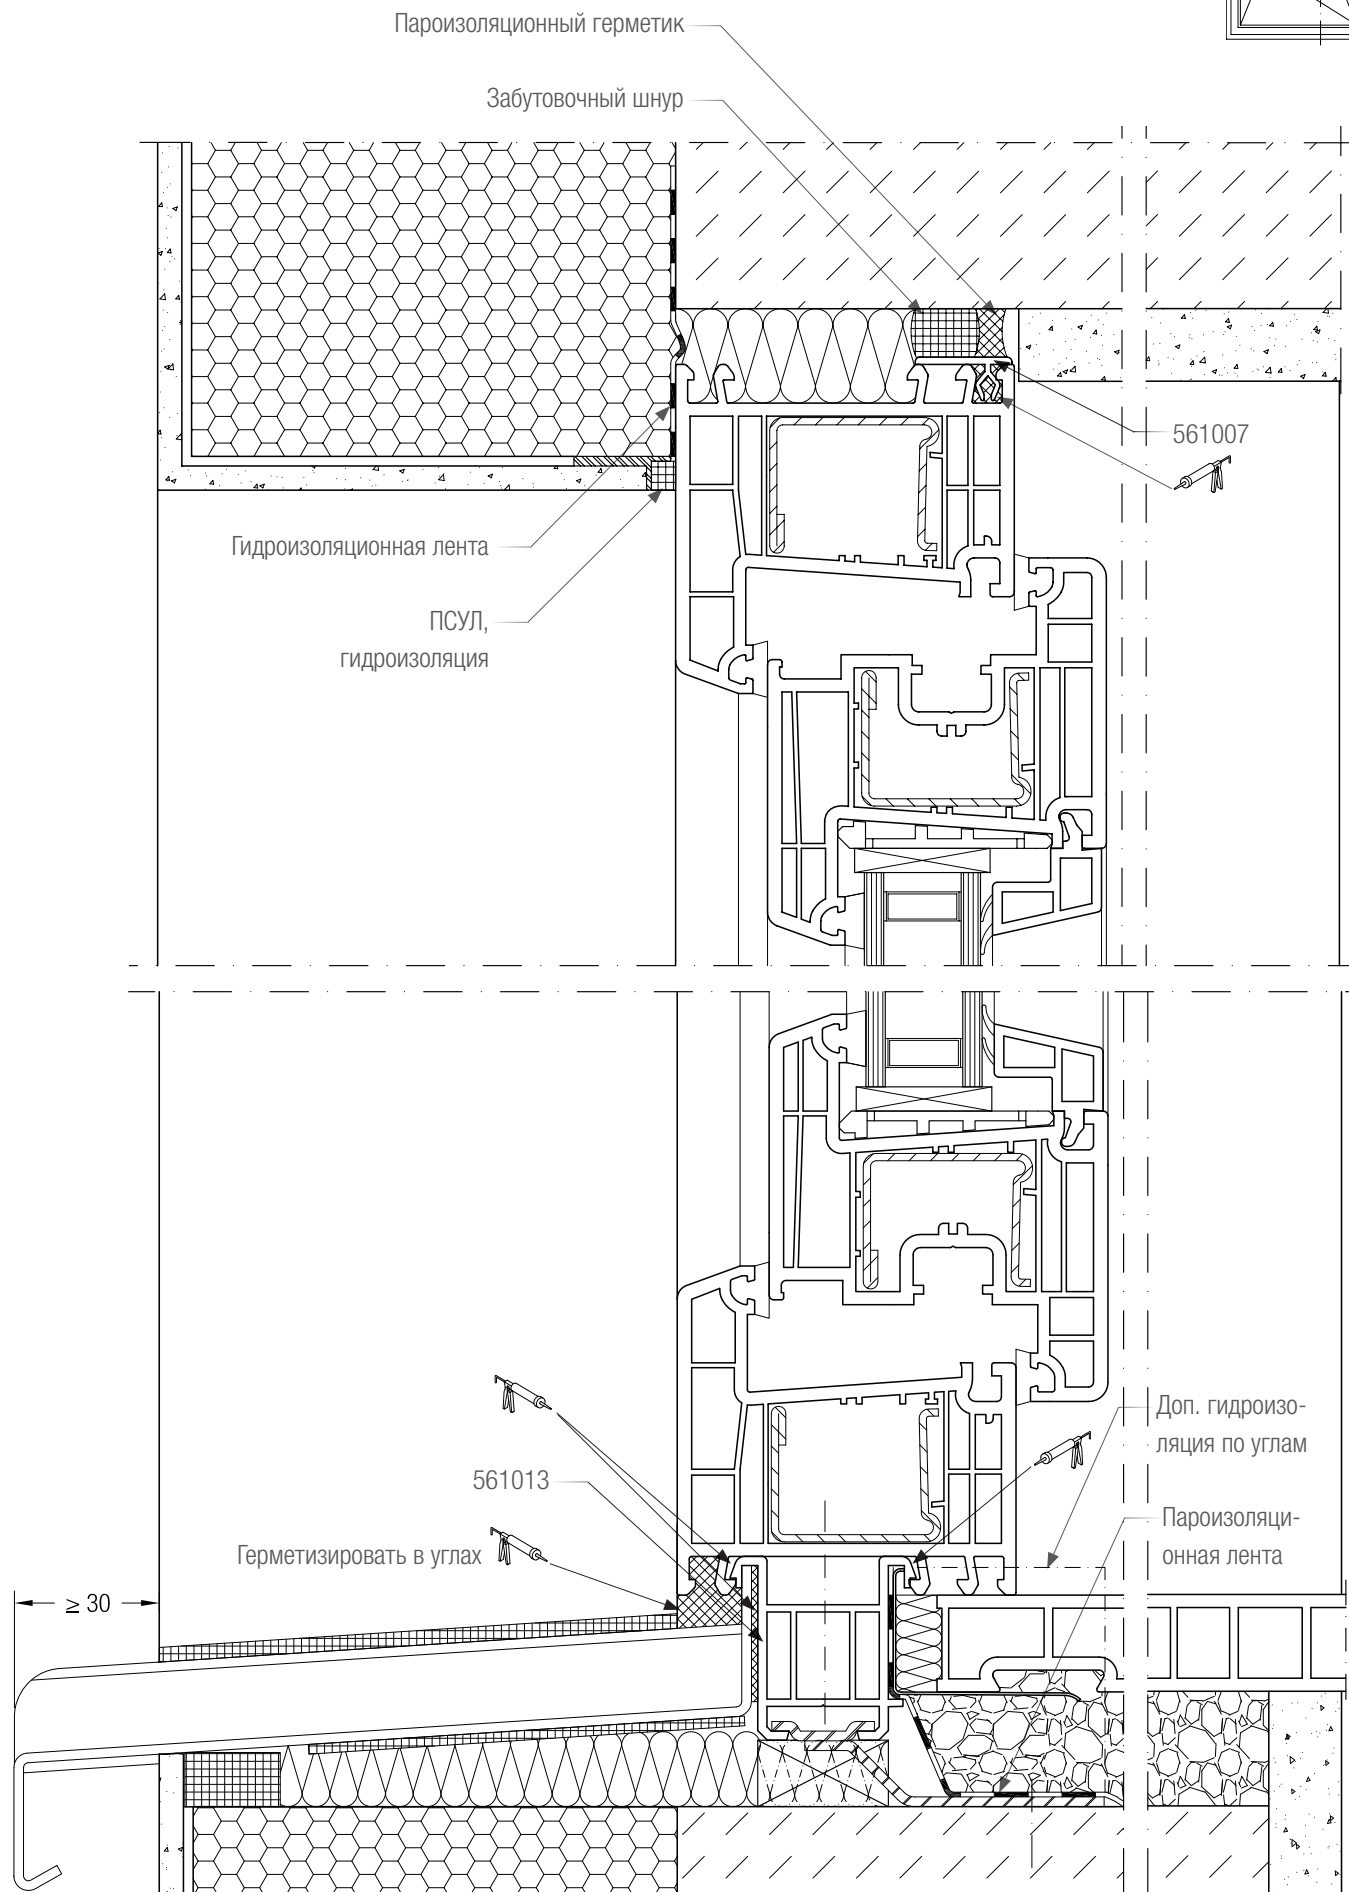 Пароизоляционный герметик
Забутовочный шнур
561007
Гидроизоляционная лента
ПСУЛ,
гидроизоляция
Доп. гидроизо-
ляция по углам
561013
Пароизоляци-
онная лента
Герметизировать в углах
≥ 30